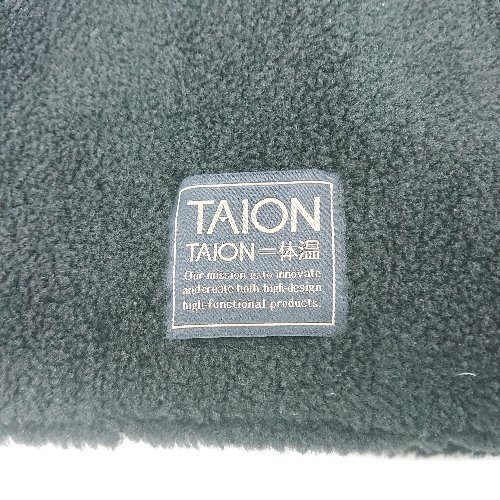 TAION
TAION=体温
Our mission is to innovate
and create both high-design
high-functional products.